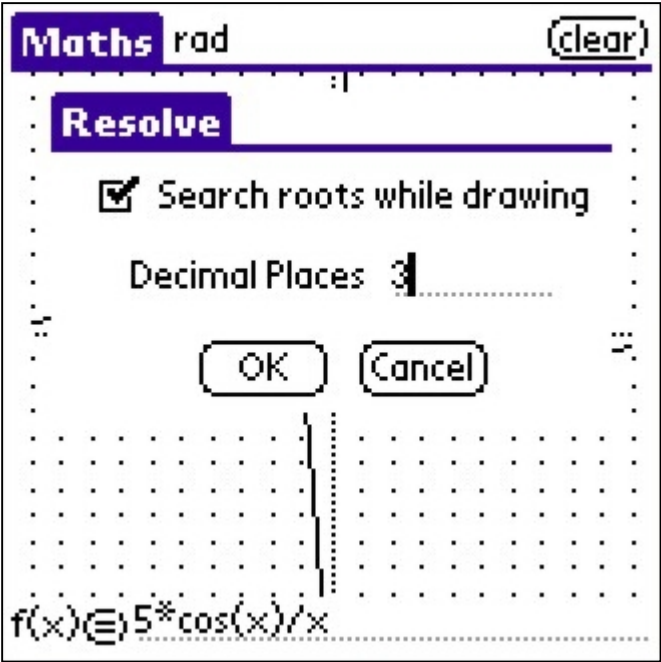 Maths rad clear
Resolve
Search roots while drawing
Decimal Places 3
OK Cancel
f(x)=5*cos(x)/x